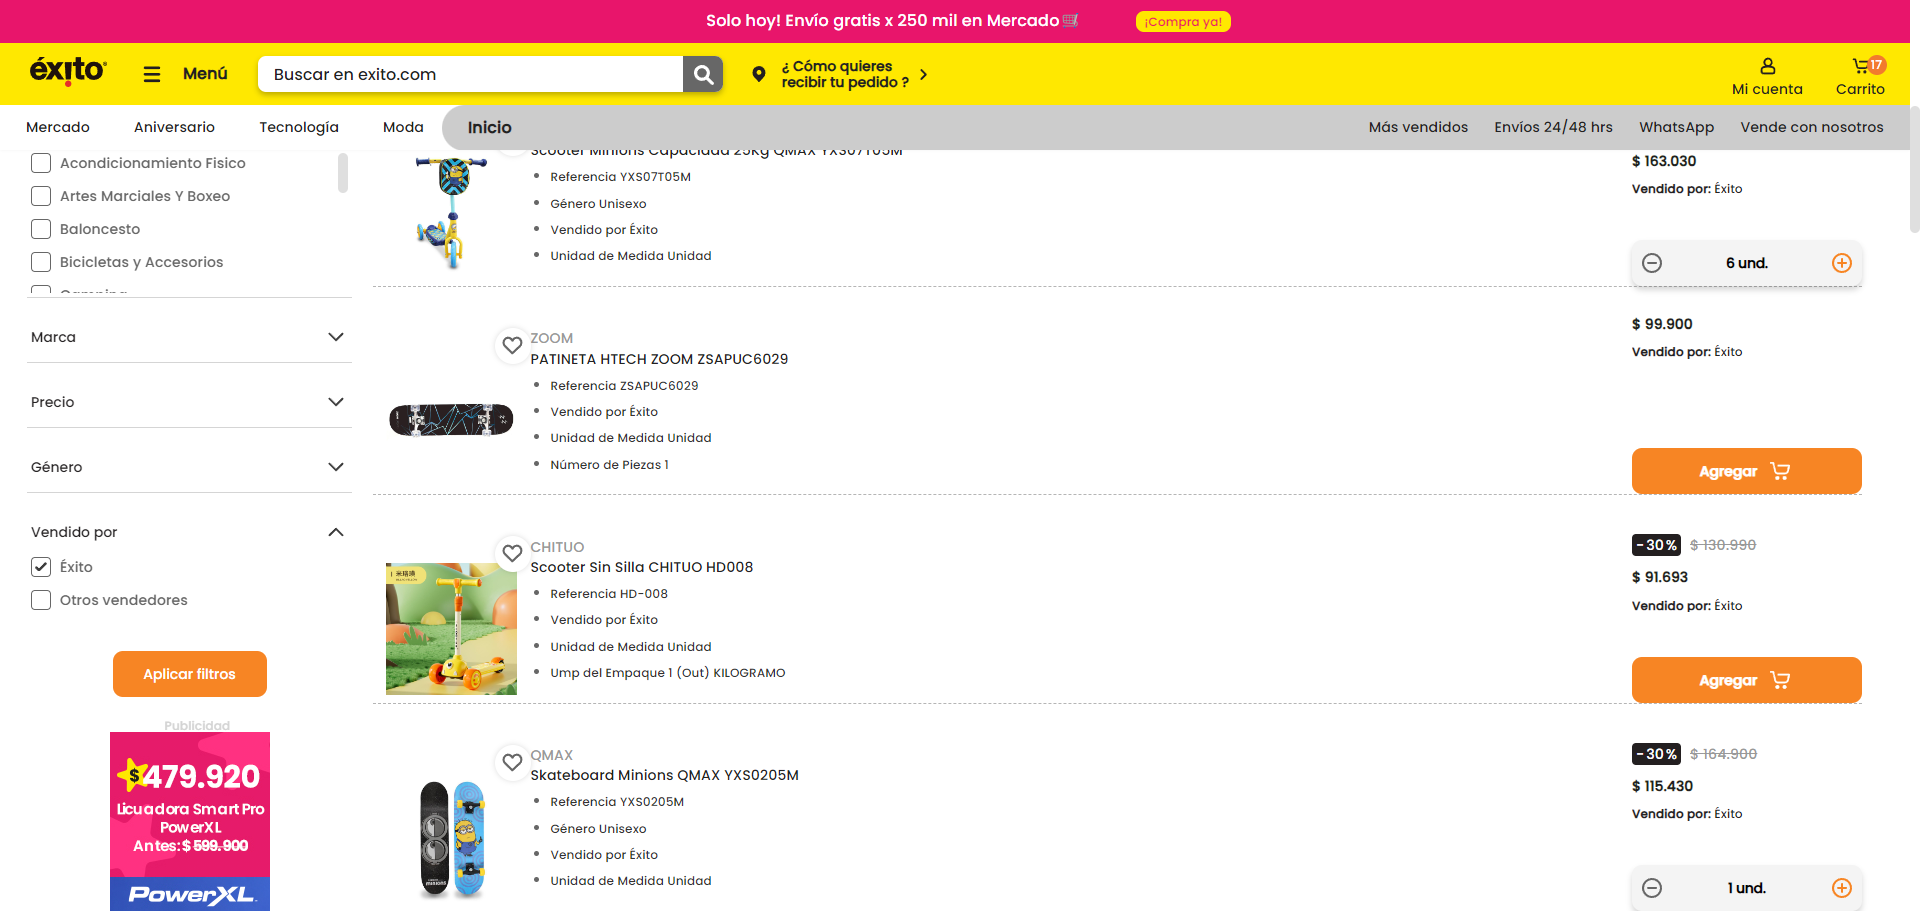 Solo hoy! Envío gratis x 250 mil en Mercado
¡Compra ya!
éxito
Menú
Buscar en exito.com
¿ Cómo quieres
recibir tu pedido ?
Mi cuenta
17
Carrito
Mercado
Aniversario
Tecnología
Moda
Inicio
Más vendidos
Envíos 24/48 hrs
WhatsApp
Vende con nosotros
Acondicionamiento Fisico
Artes Marciales Y Boxeo
Baloncesto
Bicicletas y Accesorios
Camping
Marca
Precio
Género
Vendido por
Éxito
Otros vendedores
Aplicar filtros
Publicidad
$479.920
Licuadora Smart Pro
PowerXL
Antes: $ 599.900
PowerXL
Scooter Minions Capacidad 25Kg QMAX YXS07T05M
Referencia YXS07T05M
Género Unisexo
Vendido por Éxito
Unidad de Medida Unidad
$ 163.030
Vendido por: Éxito
6 und.
ZOOM
PATINETA HTECH ZOOM ZSAPUC6029
Referencia ZSAPUC6029
Vendido por Éxito
Unidad de Medida Unidad
Número de Piezas 1
$ 99.900
Vendido por: Éxito
Agregar
CHITUO
Scooter Sin Silla CHITUO HD008
Referencia HD-008
Vendido por Éxito
Unidad de Medida Unidad
Ump del Empaque 1 (Out) KILOGRAMO
-30% $ 130.990
$ 91.693
Vendido por: Éxito
Agregar
QMAX
Skateboard Minions QMAX YXS0205M
Referencia YXS0205M
Género Unisexo
Vendido por Éxito
Unidad de Medida Unidad
-30% $ 164.900
$ 115.430
Vendido por: Éxito
1 und.